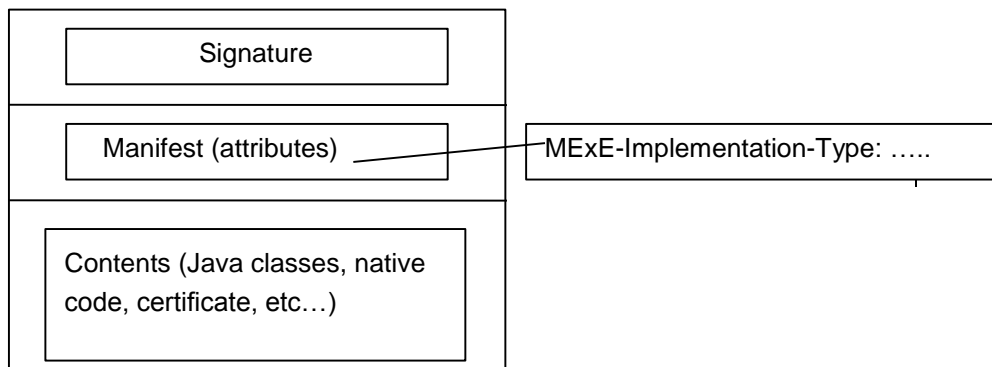 Signature
Manifest (attributes)
MExE-Implementation-Type: …..
Contents (Java classes, native
code, certificate, etc…)